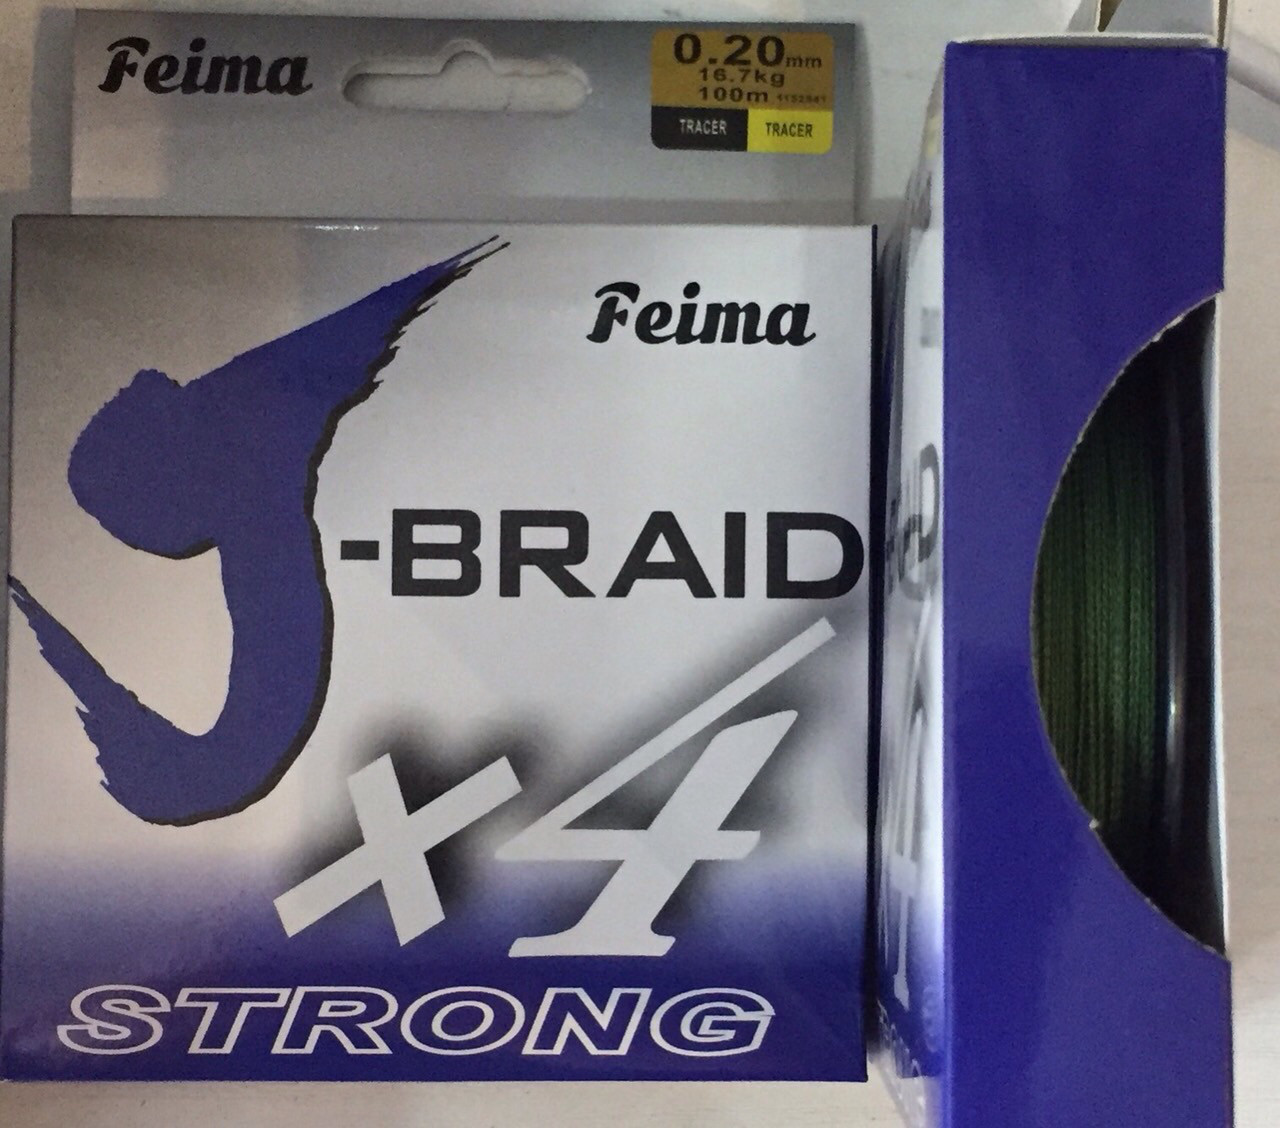 Feima
0.20mm
16.7kg
100m
TRACER TRACER
Feima
J-BRAID
x4
STRONG